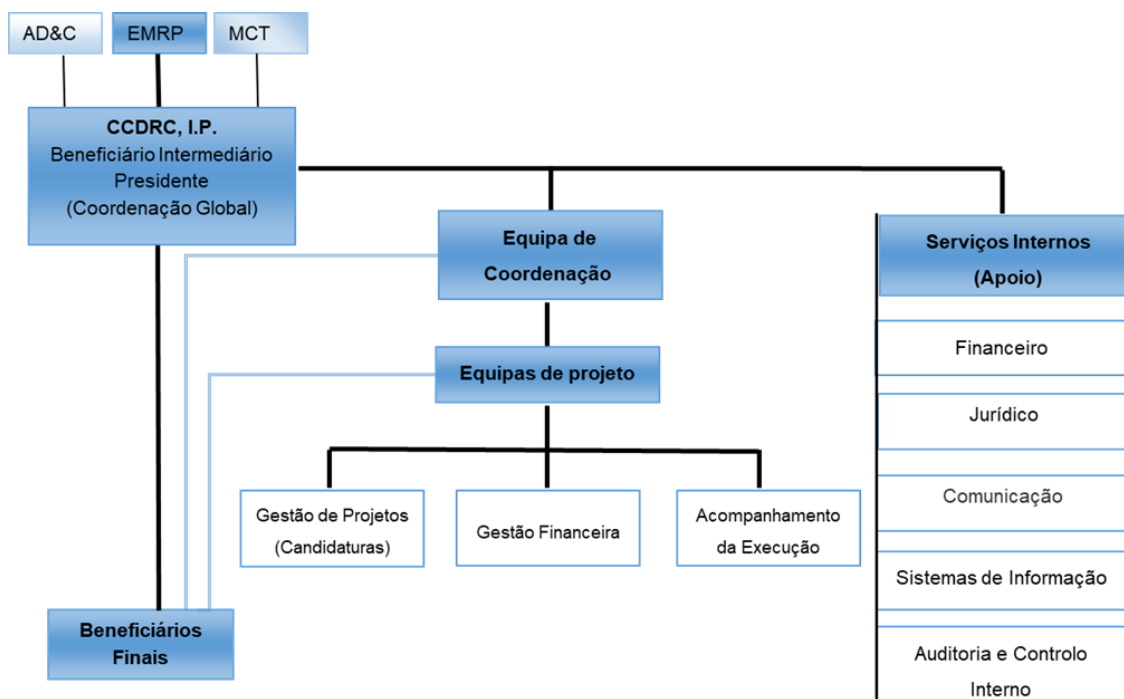 AD&C
EMRP
MCT
CCDRC, I.P.
Beneficiário Intermediário
Presidente
(Coordenação Global)
Equipa de
Coordenação
Equipas de projeto
Gestão de Projetos
(Candidaturas)
Gestão Financeira
Acompanhamento
da Execução
Beneficiários
Finais
Serviços Internos
(Apoio)
Financeiro
Jurídico
Comunicação
Sistemas de Informação
Auditoria e Controlo
Interno